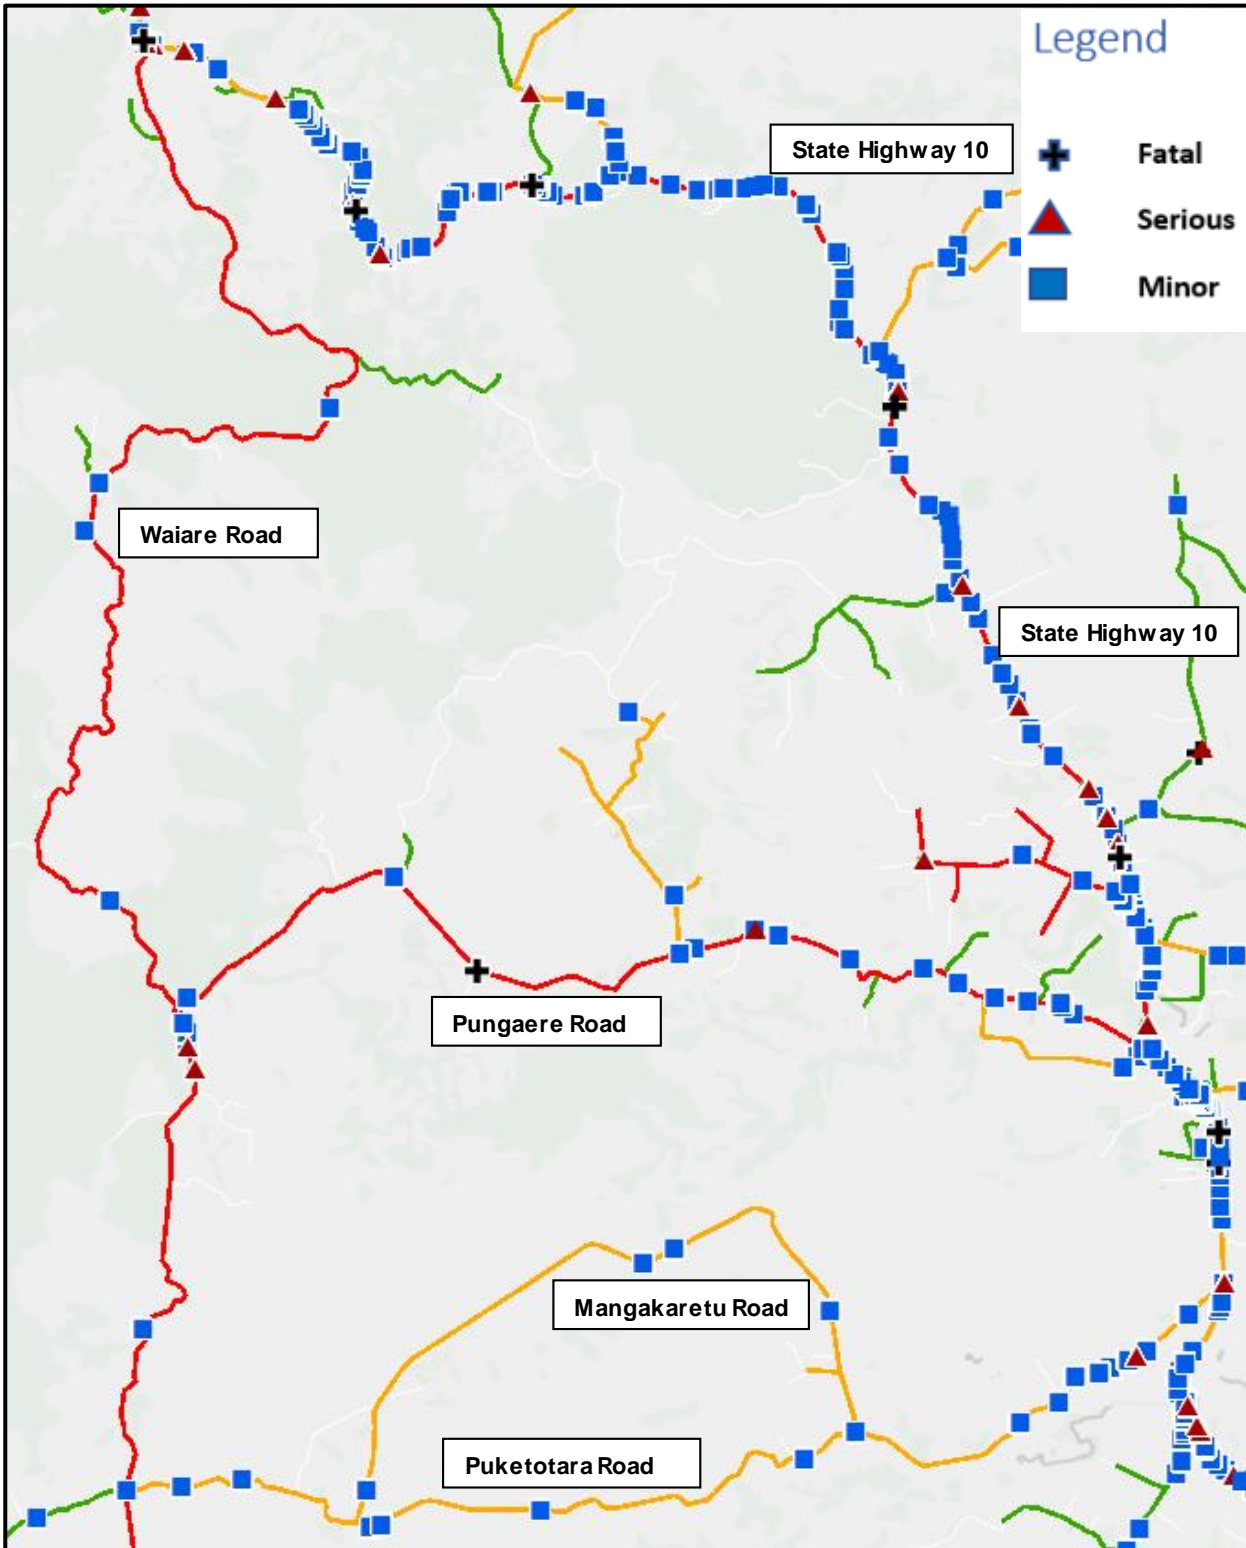 Legend
State Highway 10
Fatal
Serious
Minor
Waiare Road
State Highway 10
Pungaere Road
Mangakaretu Road
Puketotara Road